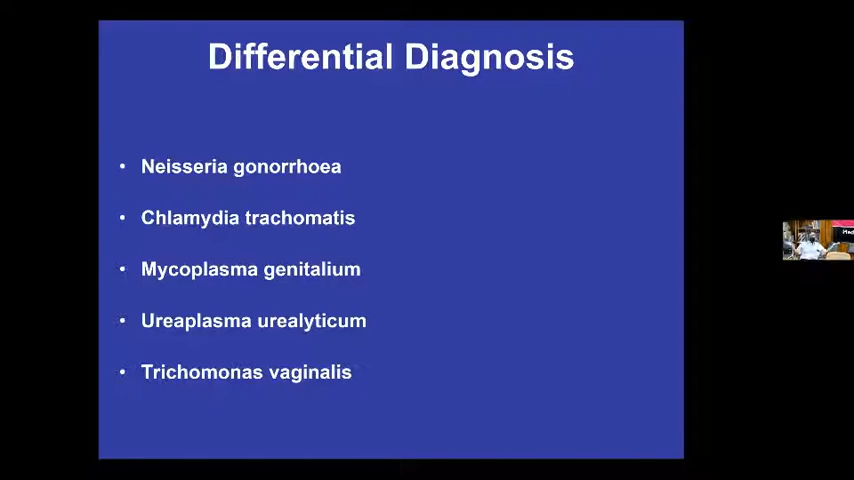 Differential Diagnosis
• Neisseria gonorrhoea
• Chlamydia trachomatis
• Mycoplasma genitalium
• Ureaplasma urealyticum
• Trichomonas vaginalis